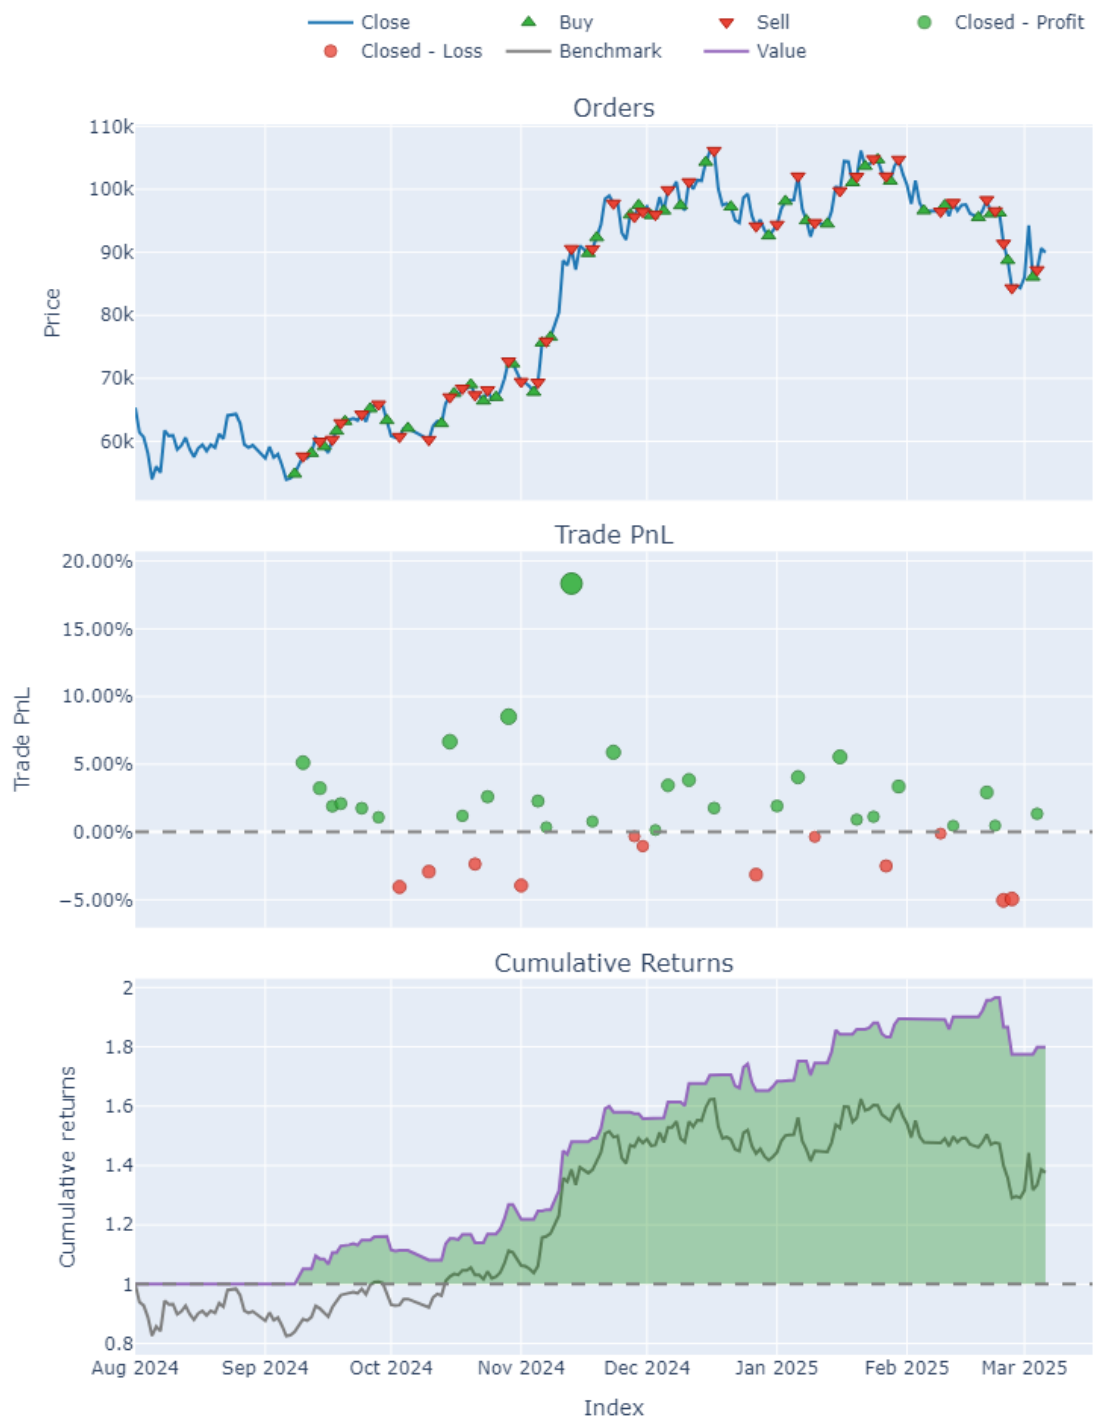 Close Buy Sell Closed - Profit
Closed - Loss Benchmark Value
Orders
110k
100k
90k
80k
70k
60k
Price
Trade PnL
20.00%
15.00%
10.00%
5.00%
0.00%
−5.00%
Trade PnL
Cumulative Returns
2
1.8
1.6
1.4
1.2
1
0.8
Cumulative returns
Aug 2024 Sep 2024 Oct 2024 Nov 2024 Dec 2024 Jan 2025 Feb 2025 Mar 2025
Index